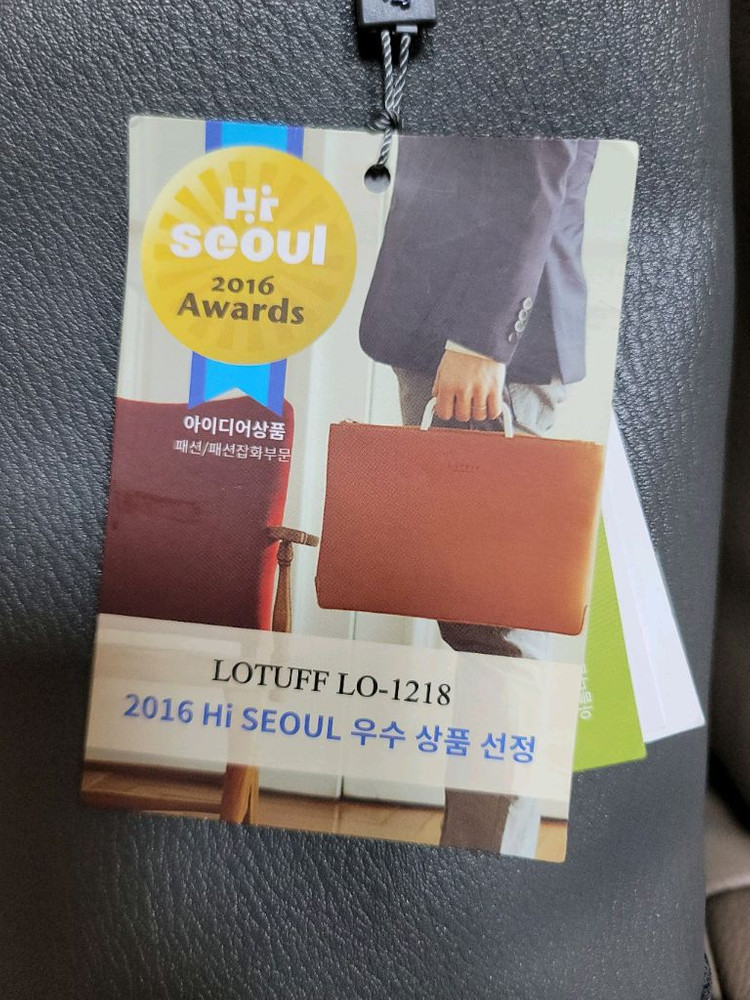 Hi
seoul
2016
Awards
아이디어상품
패션/패션잡화부문
LOTUFF LO-1218
2016 Hi SEOUL 우수 상품 선정